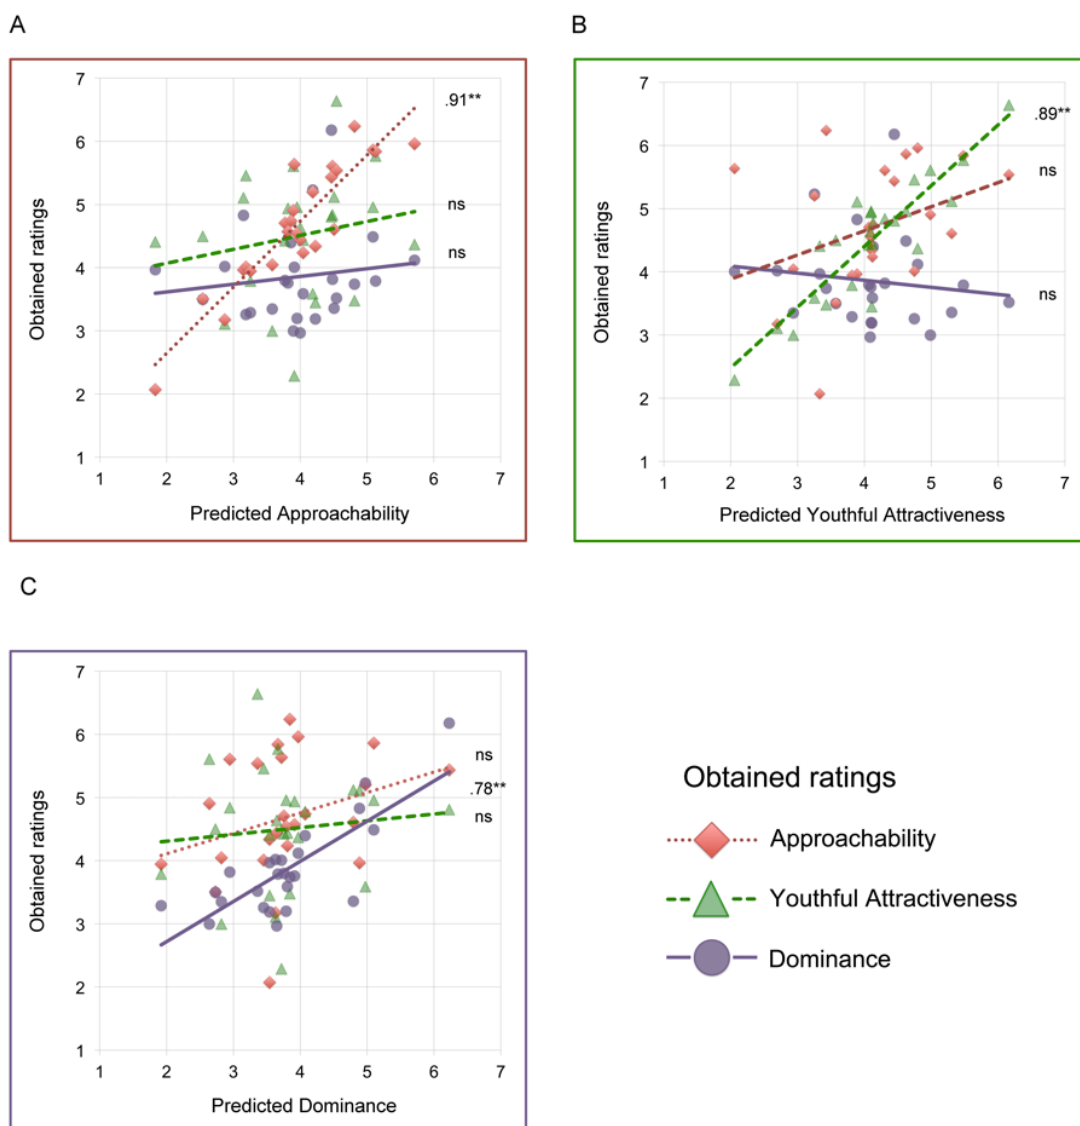 A
7
6
5
4
3
2
1
Obtained ratings
.91**
ns
ns
1 2 3 4 5 6 7
Predicted Approachability
B
7
6
5
4
3
2
1
Obtained ratings
.89**
ns
ns
1 2 3 4 5 6 7
Predicted Youthful Attractiveness
C
7
6
5
4
3
2
1
Obtained ratings
ns
.78**
ns
1 2 3 4 5 6 7
Predicted Dominance
Obtained ratings
Approachability
Youthful Attractiveness
Dominance